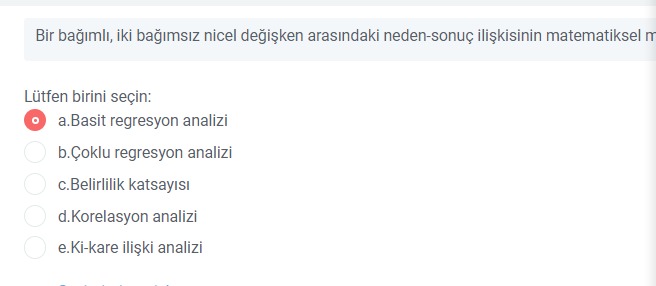 Bir bağımlı, iki bağımsız nicel değişken arasındaki neden-sonuç ilişkisinin matematiksel
Lütfen birini seçin:
a.Basit regresyon analizi
b.Çoklu regresyon analizi
c.Belirlilik katsayısı
d.Korelasyon analizi
e.Ki-kare ilişki analizi